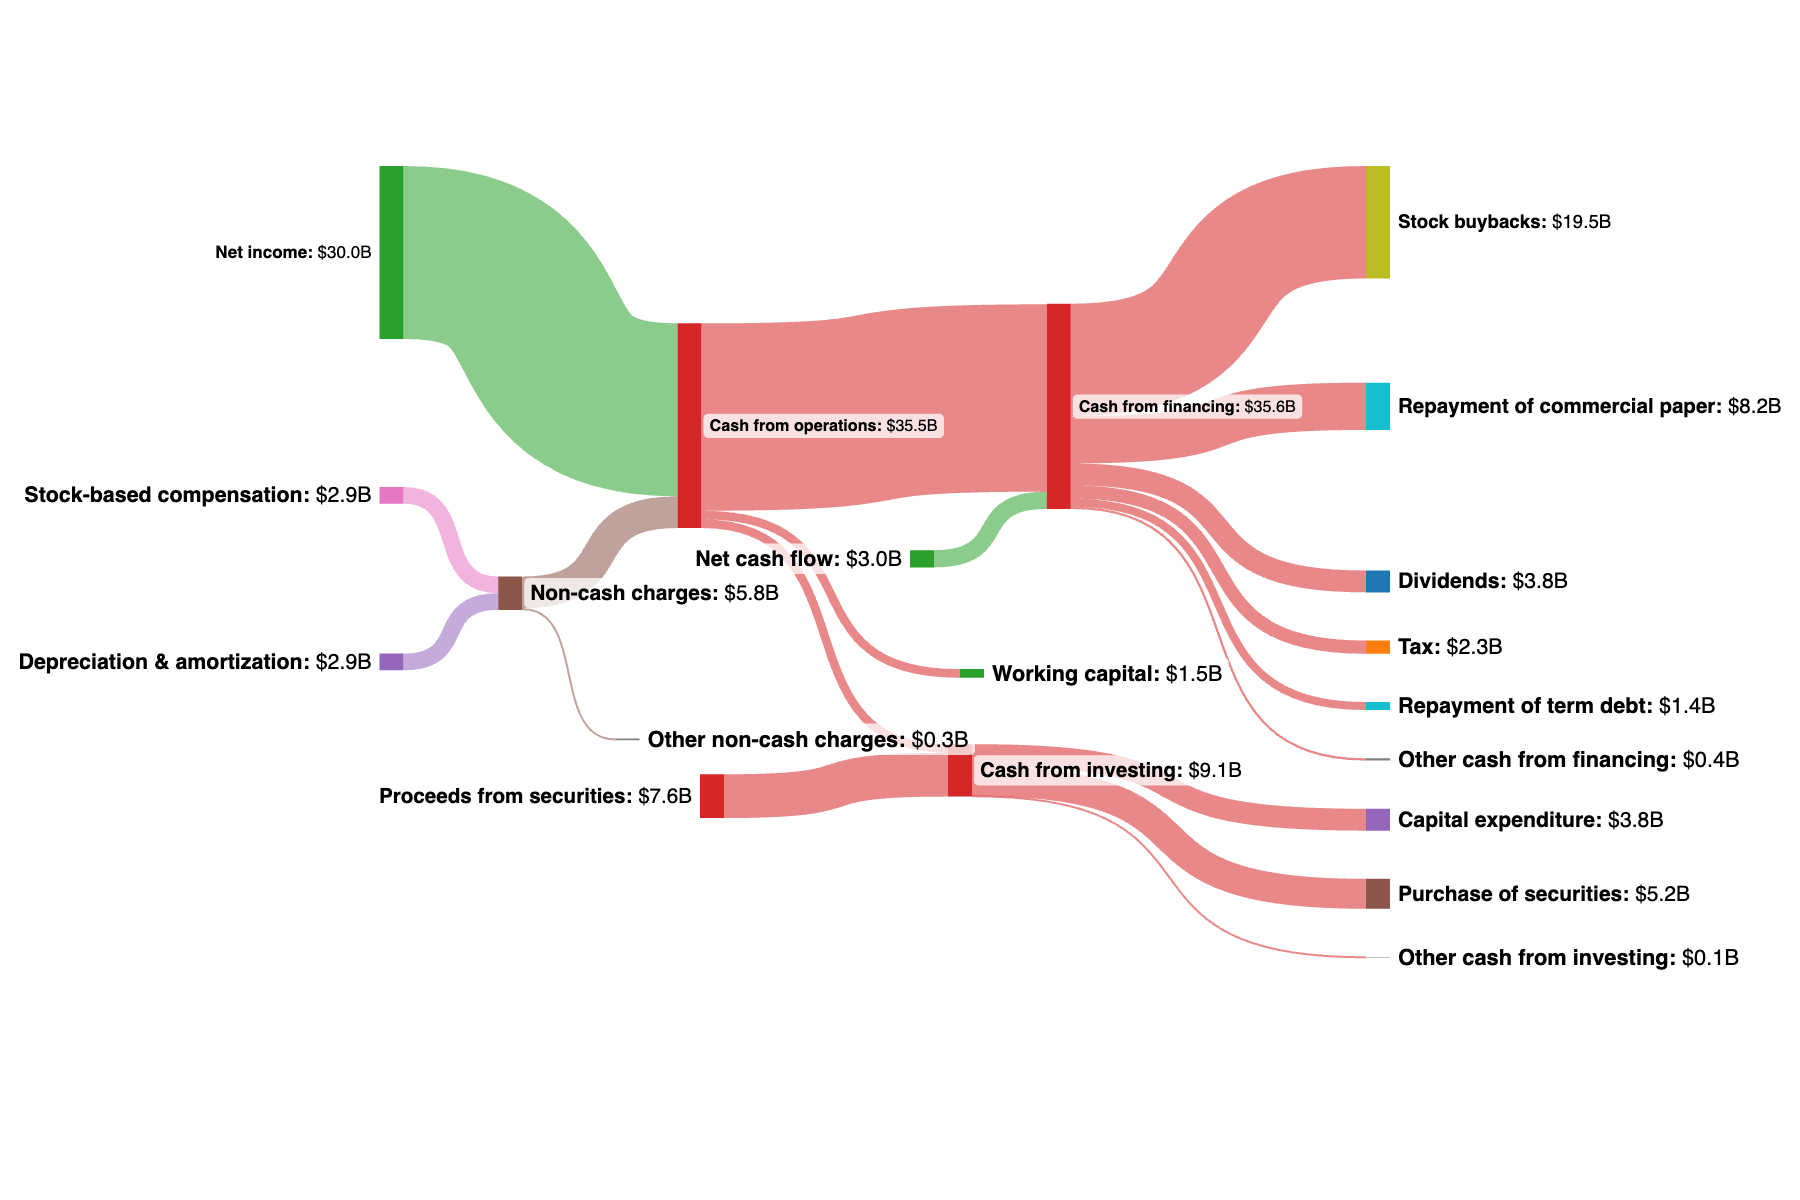 Stock buybacks: $19.5B
Net income: $30.0B
Cash from financing: $35.6B
Repayment of commercial paper: $8.2B
Cash from operations: $35.5B
Stock-based compensation: $2.9B
Net cash flow: $3.0B
Dividends: $3.8B
Non-cash charges: $5.8B
Tax: $2.3B
Depreciation & amortization: $2.9B
Working capital: $1.5B
Repayment of term debt: $1.4B
Other non-cash charges: $0.3B
Other cash from financing: $0.4B
Cash from investing: $9.1B
Proceeds from securities: $7.6B
Capital expenditure: $3.8B
Purchase of securities: $5.2B
Other cash from investing: $0.1B